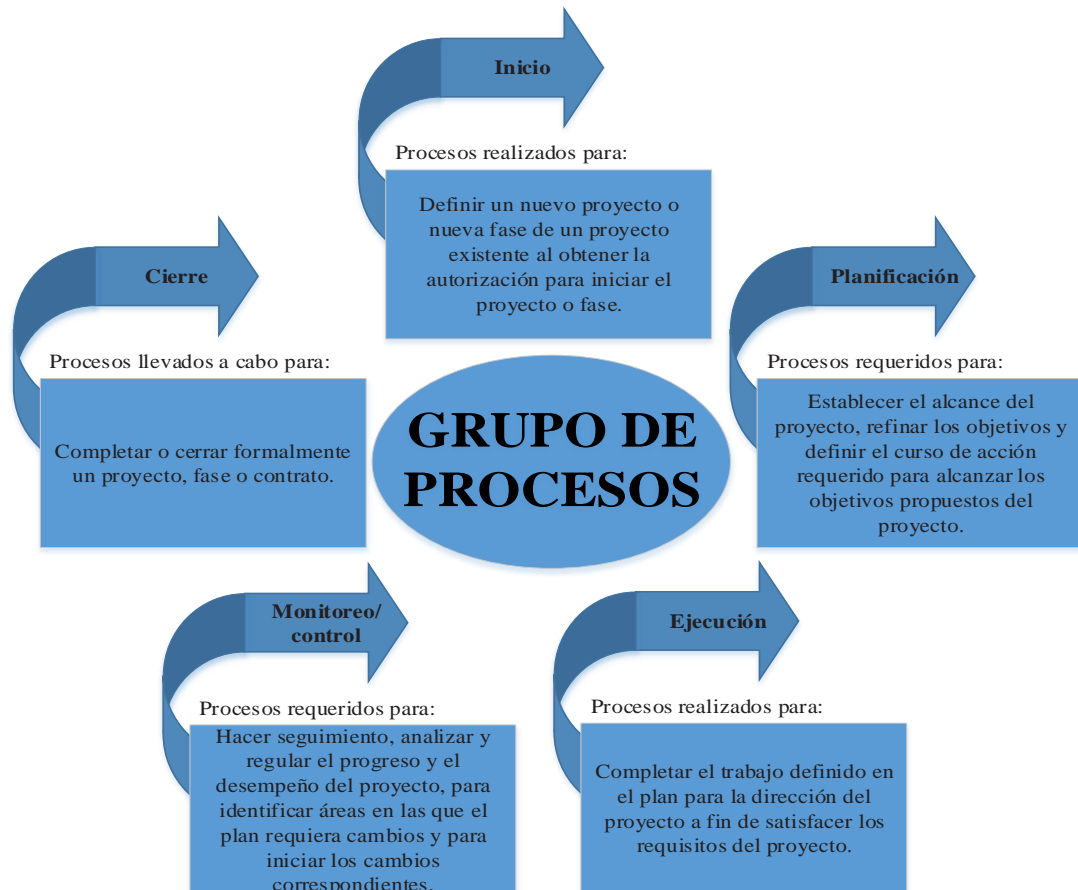 Inicio
Procesos realizados para:
Definir un nuevo proyecto o
nueva fase de un proyecto
existente al obtener la
autorización para iniciar el
proyecto o fase.
Cierre
Procesos llevados a cabo para:
Completar o cerrar formalmente
un proyecto, fase o contrato.
GRUPO DE
PROCESOS
Planificación
Procesos requeridos para:
Establecer el alcance del
proyecto, refinar los objetivos y
definir el curso de acción
requerido para alcanzar los
objetivos propuestos del
proyecto.
Monitoreo/
control
Procesos requeridos para:
Hacer seguimiento, analizar y
regular el progreso y el
desempeño del proyecto, para
identificar áreas en las que el
plan requiera cambios y para
iniciar los cambios
correspondientes.
Ejecución
Procesos realizados para:
Completar el trabajo definido en
el plan para la dirección del
proyecto a fin de satisfacer los
requisitos del proyecto.